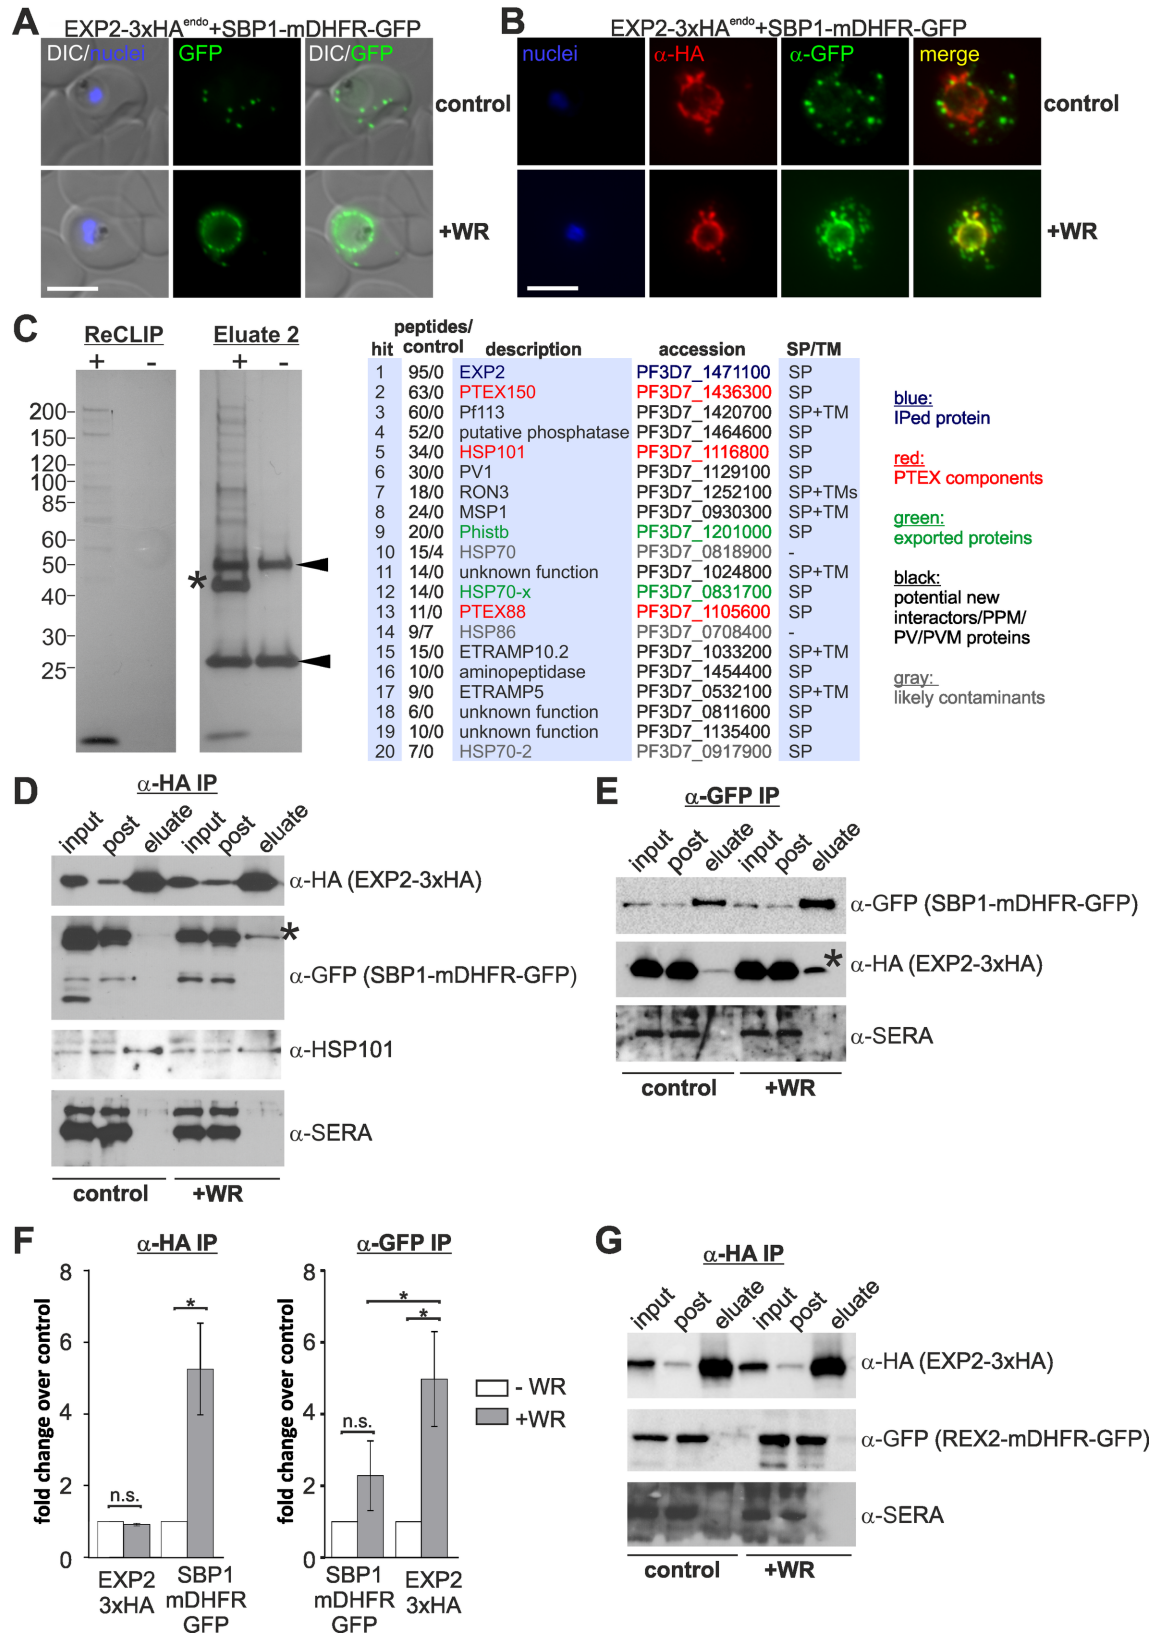 A
EXP2-3xHAendo+SBP1-mDHFR-GFP
DIC/nuclei GFP DIC/GFP
control
+WR
B
EXP2-3xHAendo+SBP1-mDHFR-GFP
nuclei α-HA α-GFP merge
control
+WR
C
ReCLIP Eluate 2
+ - + -
200
150
120
100
85
60
50
40
30
25
*
hit peptides/control description accession SP/TM
1 95/0 EXP2 PF3D7_1471100 SP
2 63/0 PTEX150 PF3D7_1436300 SP
3 60/0 Pf113 PF3D7_1420700 SP+TM
4 52/0 putative phosphatase PF3D7_1464600 SP
5 34/0 HSP101 PF3D7_1116800 SP
6 30/0 PV1 PF3D7_1129100 SP
7 18/0 RON3 PF3D7_1252100 SP+TMs
8 24/0 MSP1 PF3D7_0930300 SP+TM
9 20/0 Phistb PF3D7_1201000 SP
10 15/4 HSP70 PF3D7_0818900 -
11 14/0 unknown function PF3D7_1024800 SP+TM
12 14/0 HSP70-x PF3D7_0831700 SP
13 11/0 PTEX88 PF3D7_1105600 SP
14 9/7 HSP86 PF3D7_0708400 -
15 15/0 ETRAMP10.2 PF3D7_1033200 SP+TM
16 10/0 aminopeptidase PF3D7_1454400 SP
17 9/0 ETRAMP5 PF3D7_0532100 SP+TM
18 6/0 unknown function PF3D7_0811600 SP
19 10/0 unknown function PF3D7_1135400 SP
20 7/0 HSP70-2 PF3D7_0917900 SP
blue:
IPed protein
red:
PTEX components
green:
exported proteins
black:
potential new
interactors/PPM/
PV/PVM proteins
gray:
likely contaminants
D
α-HA IP
input post eluate input post eluate
α-HA (EXP2-3xHA)
*
α-GFP (SBP1-mDHFR-GFP)
α-HSP101
α-SERA
control +WR
E
α-GFP IP
input post eluate input post eluate
α-GFP (SBP1-mDHFR-GFP)
*
α-HA (EXP2-3xHA)
α-SERA
control +WR
F
α-HA IP
fold change over control
8
6
4
2
0
n.s.
*
EXP2 3xHA
SBP1 mDHFR GFP
α-GFP IP
fold change over control
8
6
4
2
0
n.s.
*
*
SBP1 mDHFR GFP
EXP2 3xHA
- WR
+WR
G
α-HA IP
input post eluate input post eluate
α-HA (EXP2-3xHA)
α-GFP (REX2-mDHFR-GFP)
α-SERA
control +WR